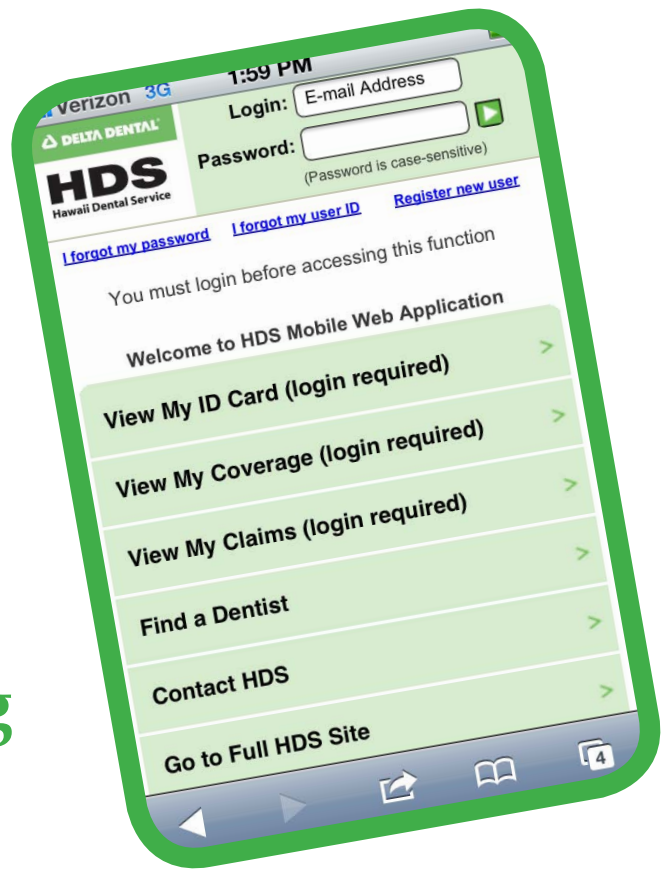 Verizon 3G 1:59 PM
DELTA DENTAL
HDS
Hawaii Dental Service
Login: E-mail Address
Password:
(Password is case-sensitive)
I forgot my password I forgot my user ID Register new user
You must login before accessing this function
Welcome to HDS Mobile Web Application
View My ID Card (login required) >
View My Coverage (login required) >
View My Claims (login required) >
Find a Dentist >
Contact HDS >
Go to Full HDS Site >
4
g